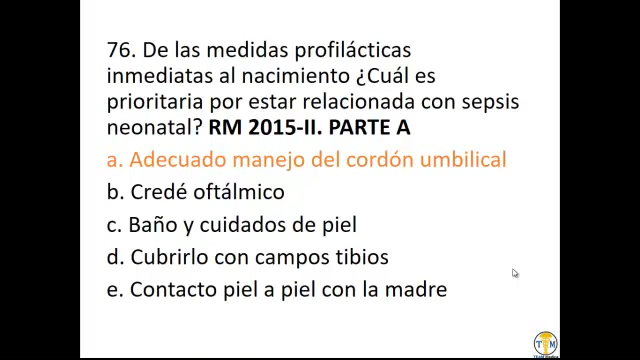 76. De las medidas profilácticas
inmediatas al nacimiento ¿Cuál es
prioritaria por estar relacionada con sepsis
neonatal? RM 2015-II. PARTE A
a. Adecuado manejo del cordón umbilical
b. Credé oftálmico
c. Baño y cuidados de piel
d. Cubrirlo con campos tibios
e. Contacto piel a piel con la madre